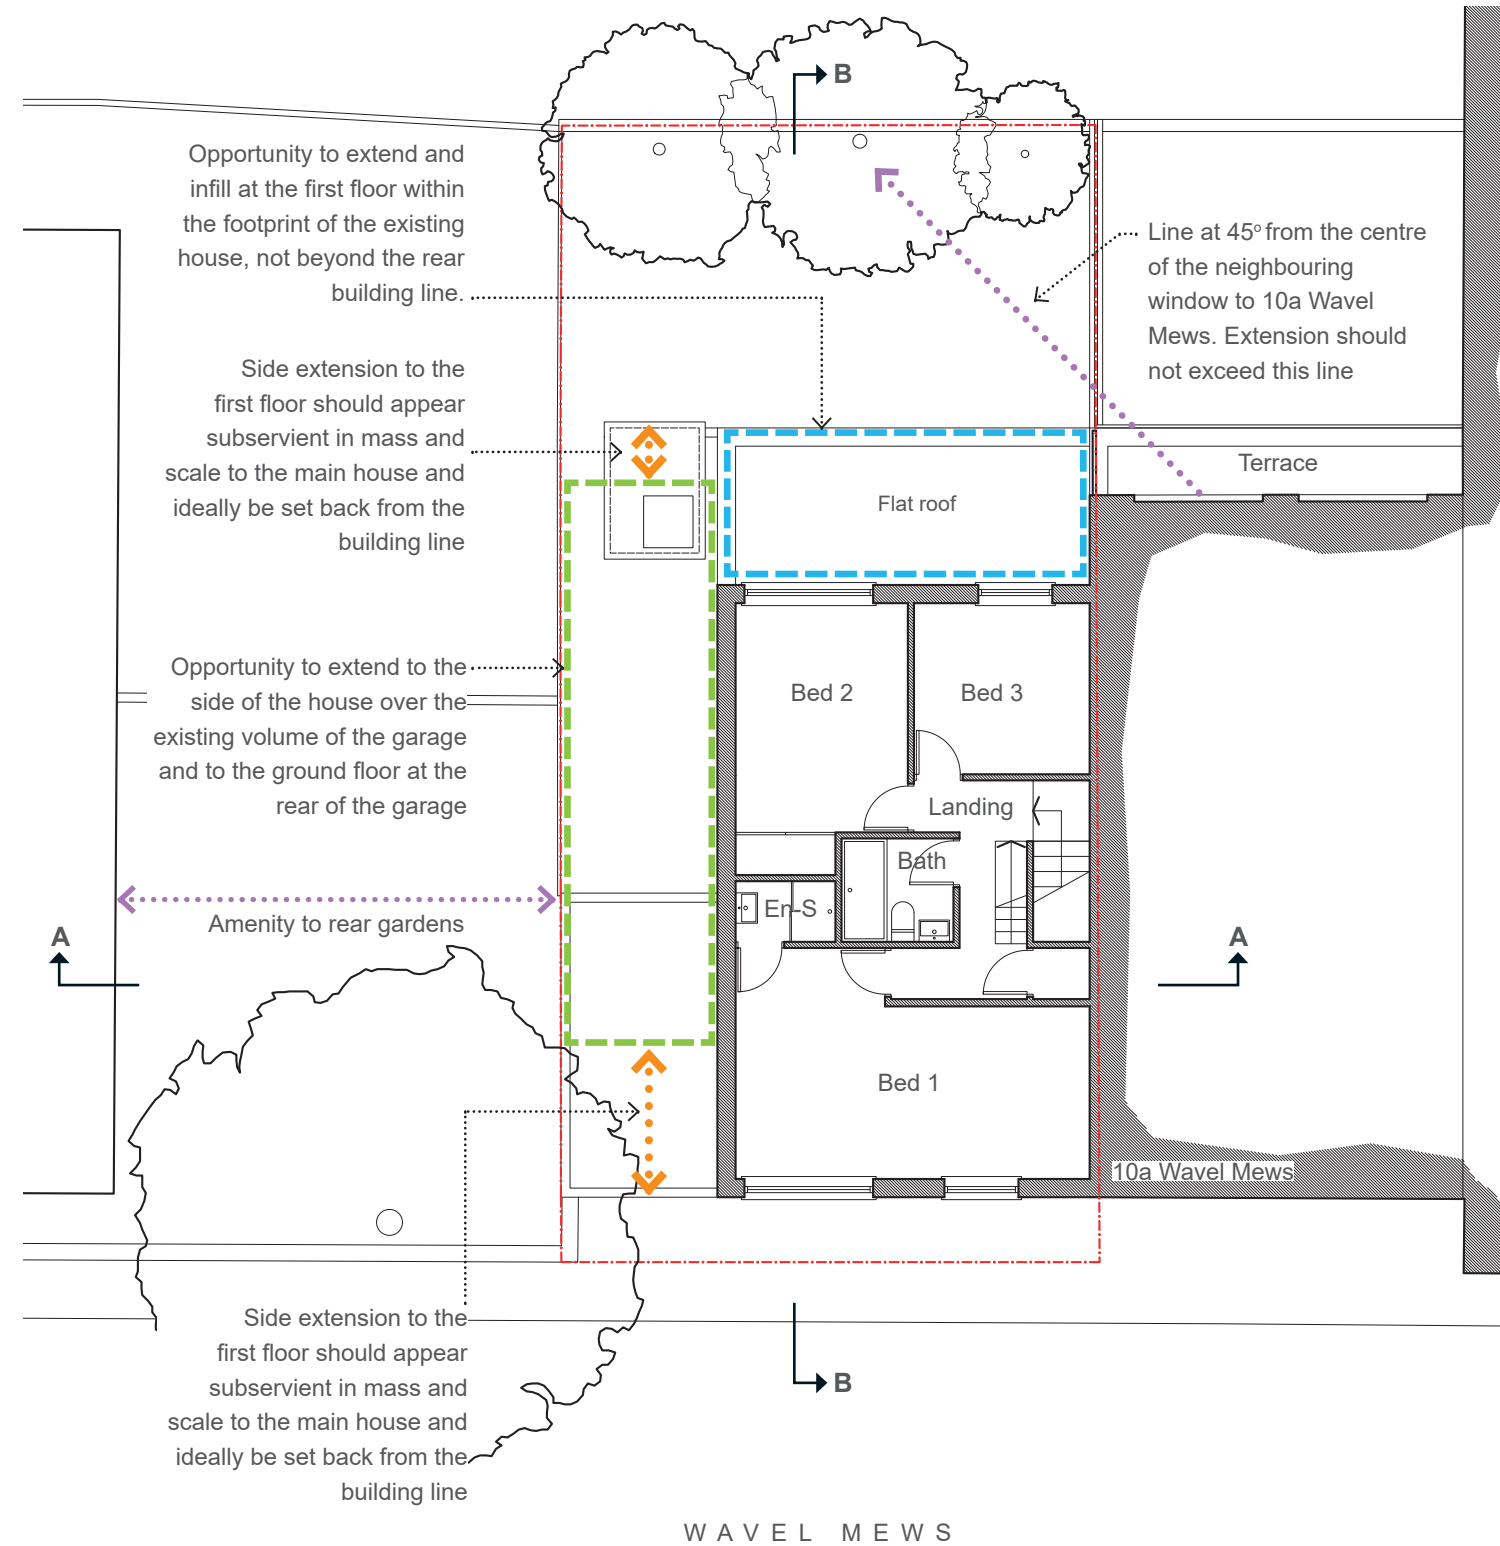 B
Opportunity to extend and
infill at the first floor within
the footprint of the existing
house, not beyond the rear
building line.
Line at 45° from the centre
of the neighbouring
window to 10a Wavel
Mews. Extension should
not exceed this line
Side extension to the
first floor should appear
subservient in mass and
scale to the main house and
ideally be set back from the
building line
Terrace
Flat roof
Opportunity to extend to the
side of the house over the
existing volume of the garage
and to the ground floor at the
rear of the garage
Bed 2
Bed 3
Landing
Bath
En-S
Amenity to rear gardens
A
A
Bed 1
10a Wavel Mews
Side extension to the
first floor should appear
subservient in mass and
scale to the main house and
ideally be set back from the
building line
B
WAVEL MEWS